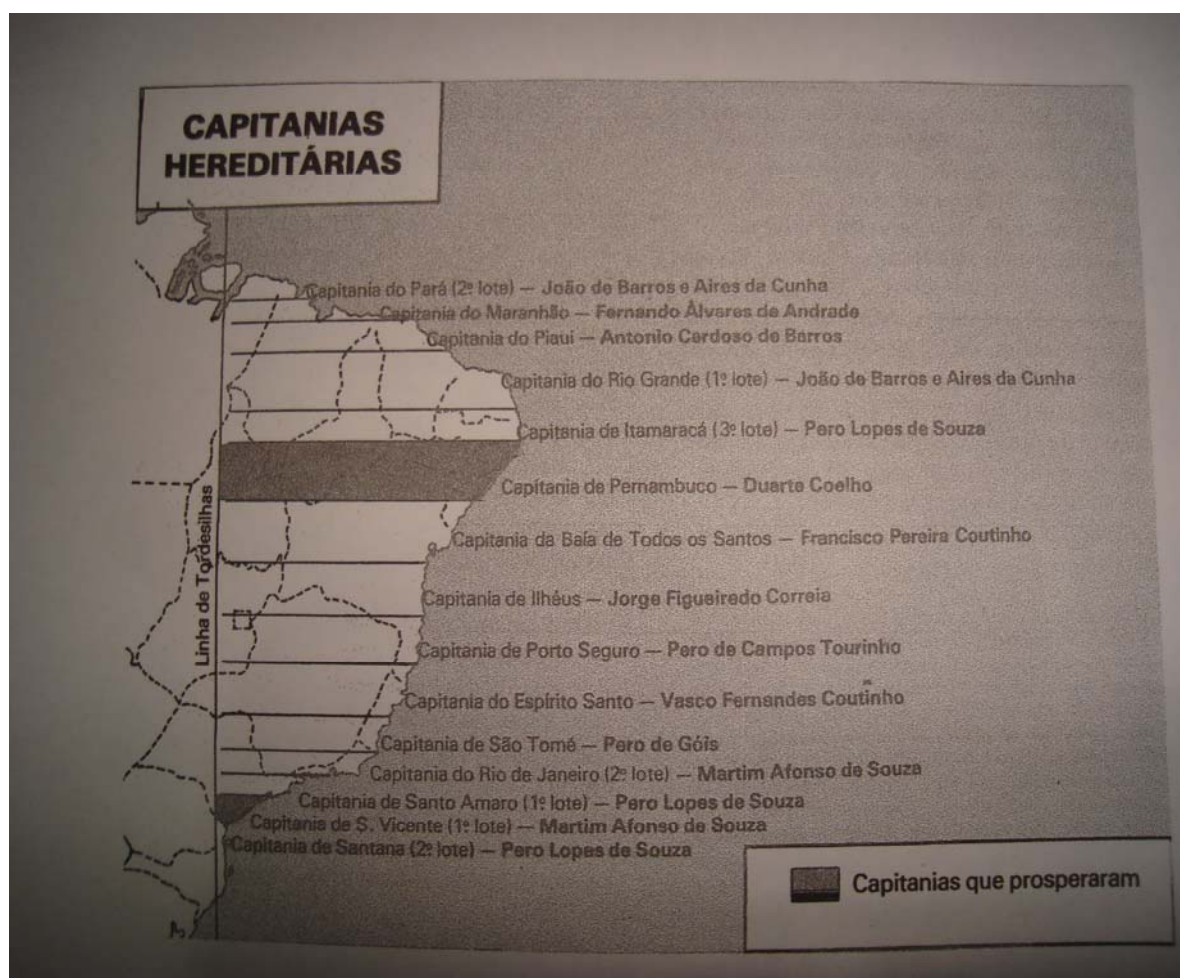 CAPITANIAS
HEREDITÁRIAS
Capitania do Pará (2º lote) — João de Barros e Aires da Cunha
Capitania do Maranhão — Fernando Álvares de Andrade
Capitania do Piauí — Antonio Cardoso de Barros
Capitania do Rio Grande (1º lote) — João de Barros e Aires da Cunha
Capitania de Itamaracá (3º lote) — Pero Lopes de Souza
Capitania de Pernambuco — Duarte Coelho
Linha de Tordesilhas
Capitania da Baía de Todos os Santos — Francisco Pereira Coutinho
Capitania de Ilhéus — Jorge Figueiredo Correia
Capitania de Porto Seguro — Pero de Campos Tourinho
Capitania do Espírito Santo — Vasco Fernandes Coutinho
Capitania de São Tomé — Pero de Góis
Capitania do Rio de Janeiro (2º lote) — Martim Afonso de Souza
Capitania de Santo Amaro (1º lote) — Pero Lopes de Souza
Capitania de S. Vicente (1º lote) — Martim Afonso de Souza
Capitania de Santana (2º lote) — Pero Lopes de Souza
Capitanias que prosperaram